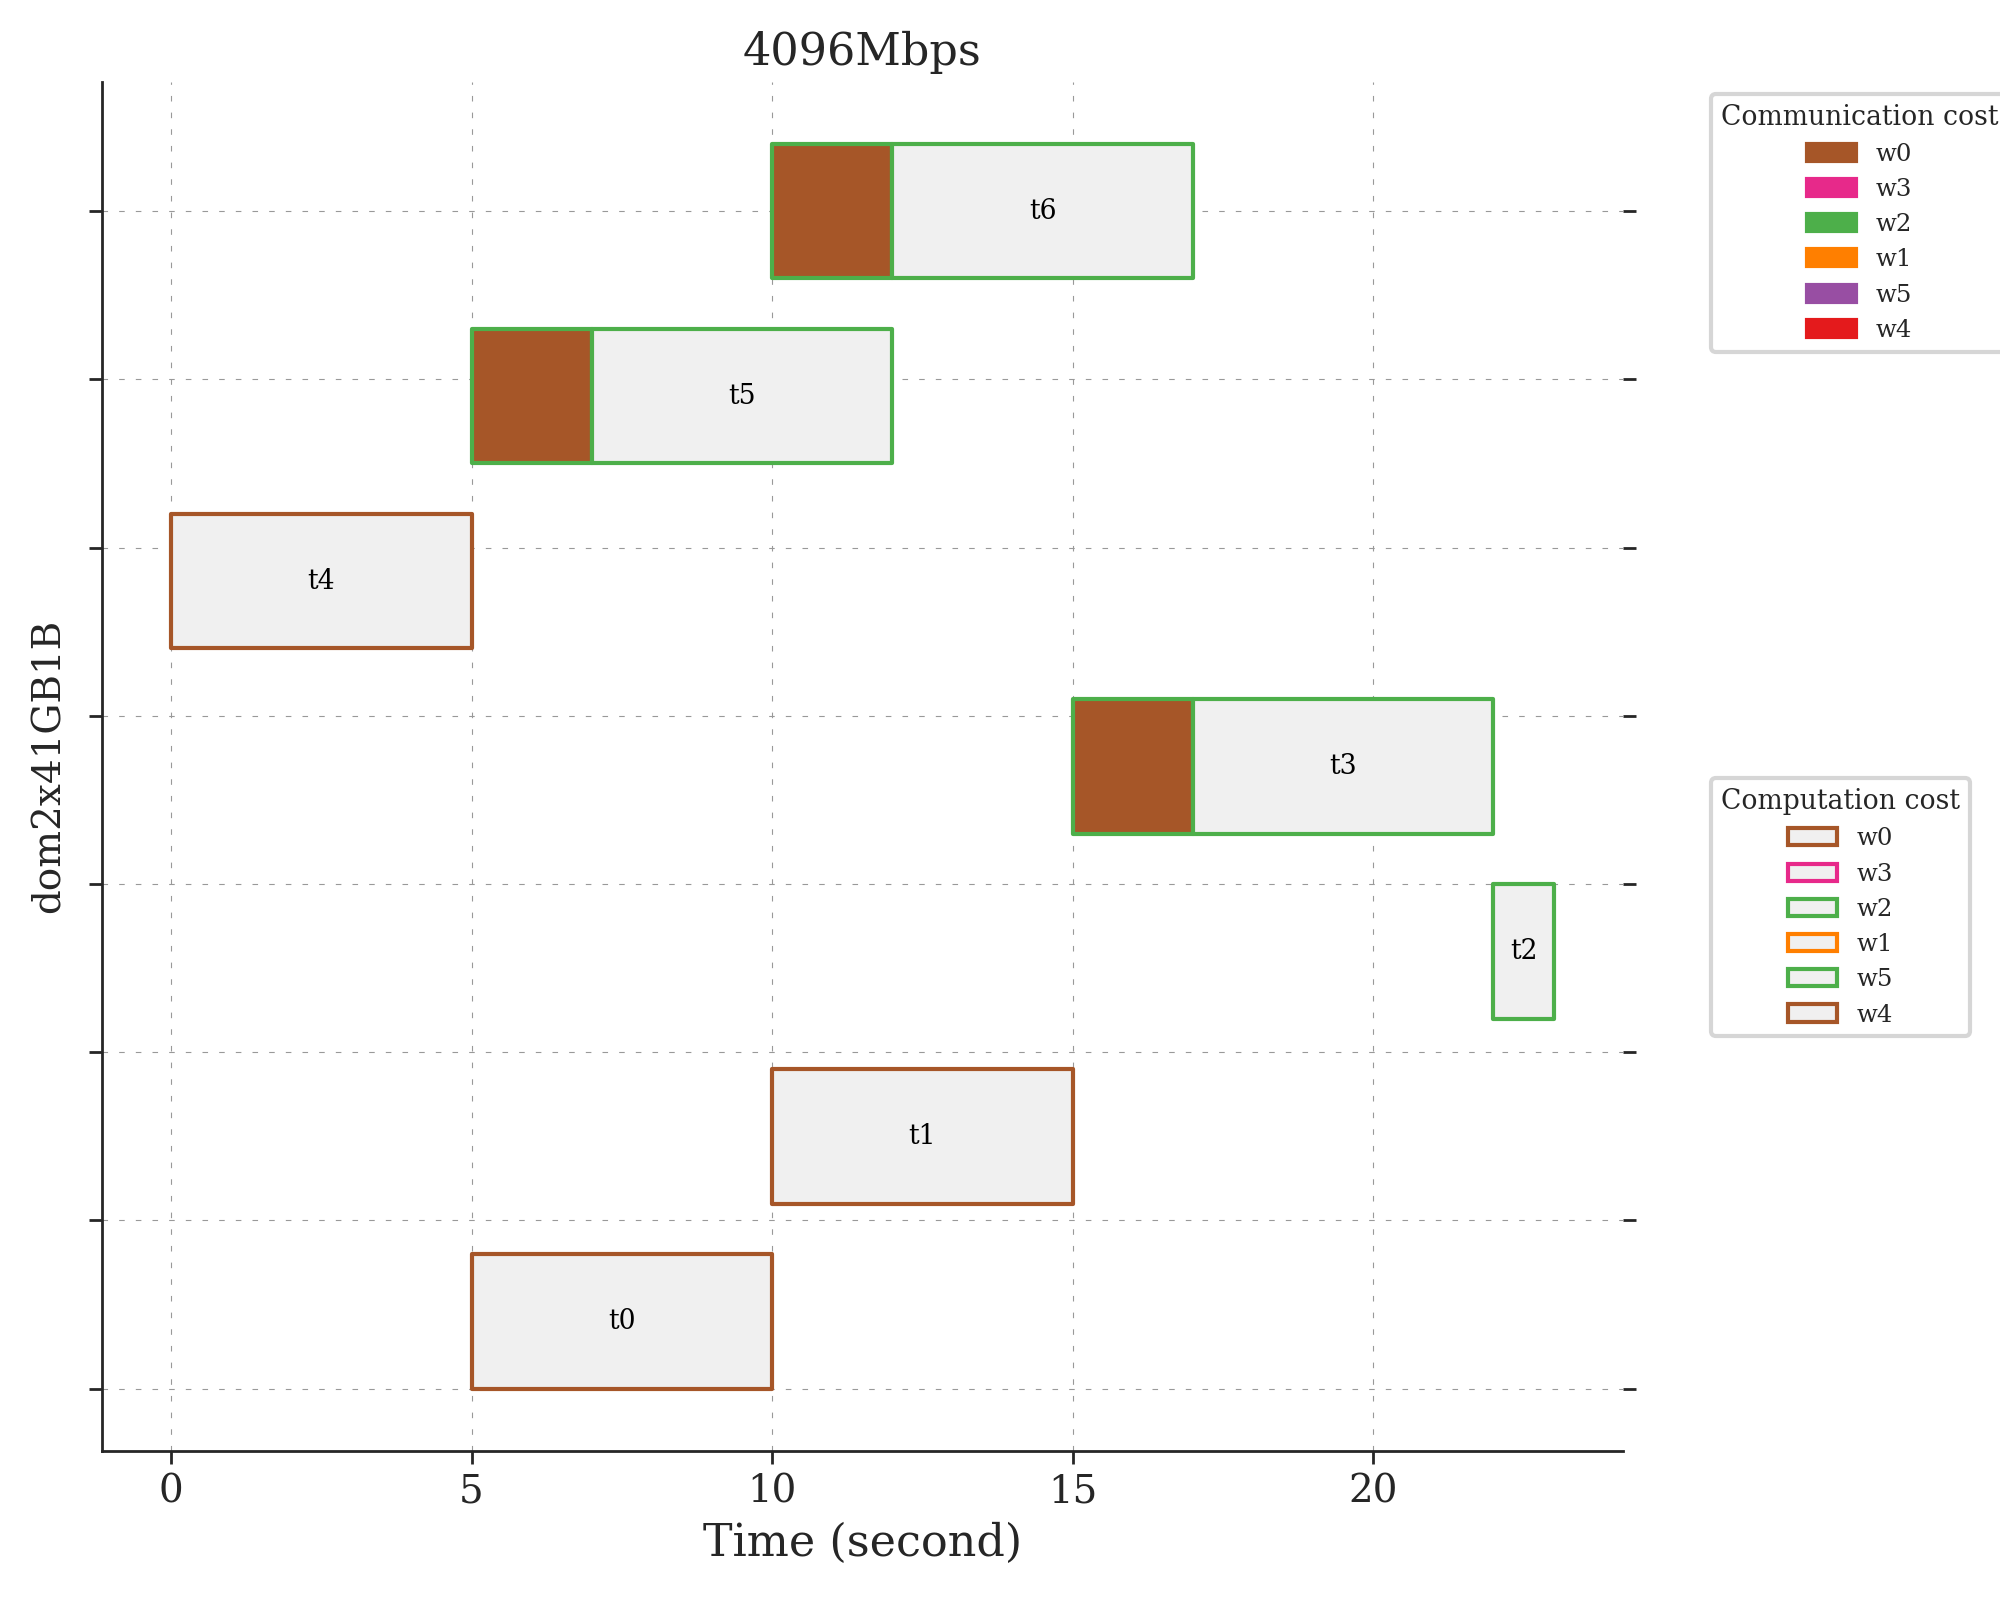 4096Mbps
Communication cost
w0
w3
w2
w1
w5
w4
t6
t5
t4
t3
t2
t1
t0
dom2x41GB1B
Computation cost
w0
w3
w2
w1
w5
w4
0 5 10 15 20
Time (second)